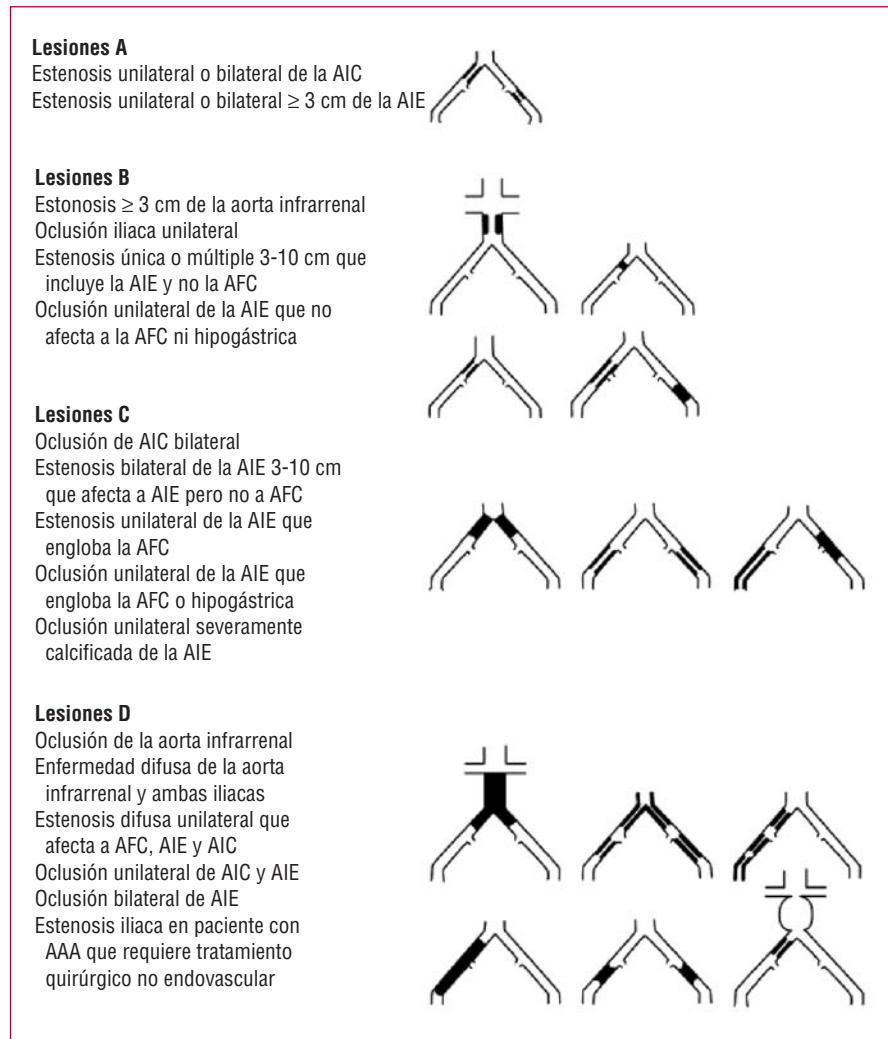 Lesiones A
Estenosis unilateral o bilateral de la AIC
Estenosis unilateral o bilateral ≥ 3 cm de la AIE
Lesiones B
Estonosis ≥ 3 cm de la aorta infrarrenal
Oclusión iliaca unilateral
Estenosis única o múltiple 3-10 cm que
incluye la AIE y no la AFC
Oclusión unilateral de la AIE que no
afecta a la AFC ni hipogástrica
Lesiones C
Oclusión de AIC bilateral
Estenosis bilateral de la AIE 3-10 cm
que afecta a AIE pero no a AFC
Estenosis unilateral de la AIE que
engloba la AFC
Oclusión unilateral de la AIE que
engloba la AFC o hipogástrica
Oclusión unilateral severamente
calcificada de la AIE
Lesiones D
Oclusión de la aorta infrarrenal
Enfermedad difusa de la aorta
infrarrenal y ambas iliacas
Estenosis difusa unilateral que
afecta a AFC, AIE y AIC
Oclusión unilateral de AIC y AIE
Oclusión bilateral de AIE
Estenosis iliaca en paciente con
AAA que requiere tratamiento
quirúrgico no endovascular